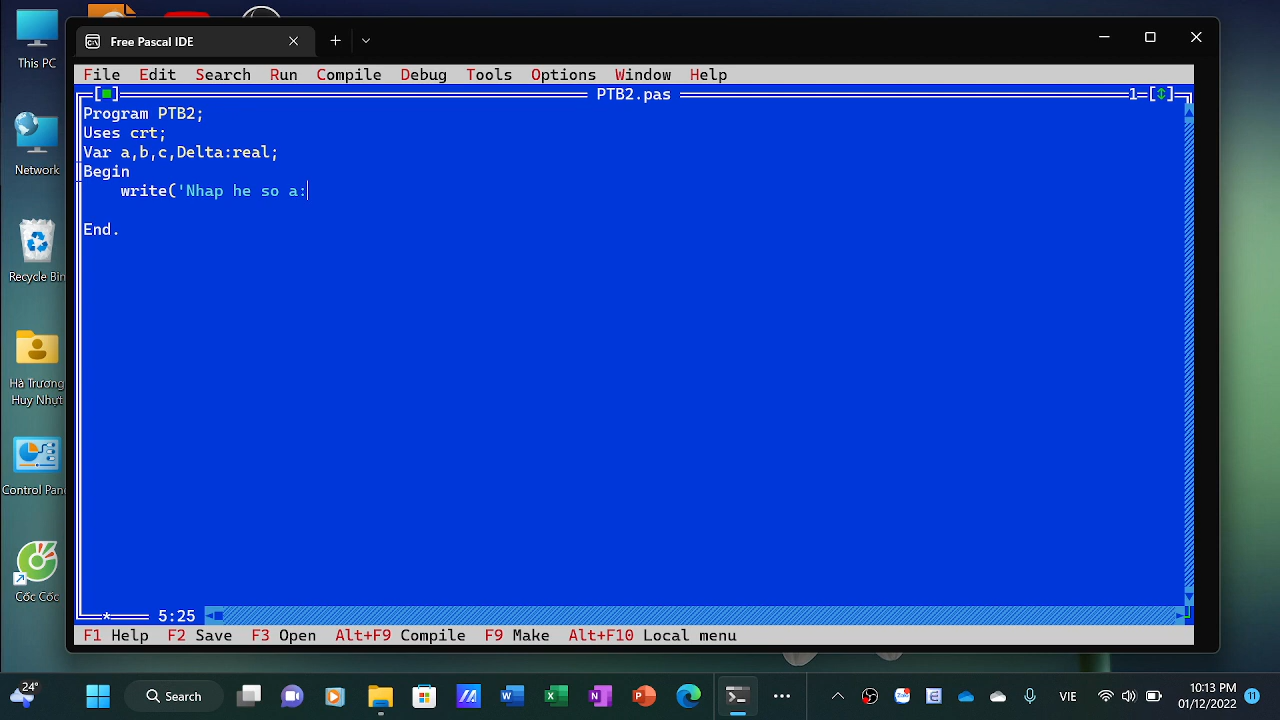 This PC
Network
Recycle Bin
Hà Trương
Huy Nhựt
Control Pan
Cốc Cốc
Free Pascal IDE
File Edit Search Run Compile Debug Tools Options Window Help
PTB2.pas
1
Program PTB2;
Uses crt;
Var a,b,c,Delta:real;
Begin
write('Nhap he so a:
End.
5:25
F1 Help F2 Save F3 Open Alt+F9 Compile F9 Make Alt+F10 Local menu
24°
Search
VIE
10:13 PM
01/12/2022
11